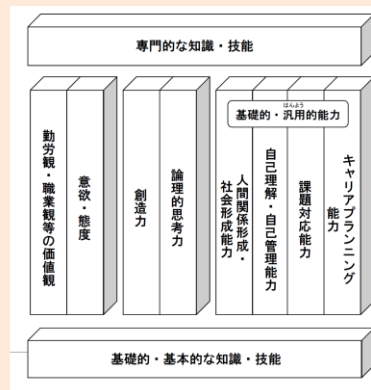 専門的な知識・技能
はんよう
基礎的・汎用的能力
勤労観・職業観等の価値観
意欲・態度
創造力
論理的思考力
人間関係形成・
社会形成能力
自己理解・自己管理能力
課題対応能力
キャリアプランニング
能力
基礎的・基本的な知識・技能